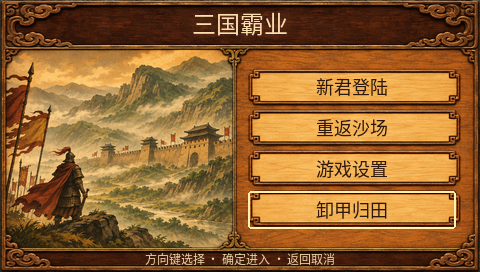 三国霸业
新君登陆
重返沙场
游戏设置
卸甲归田
方向键选择 · 确定进入 · 返回取消